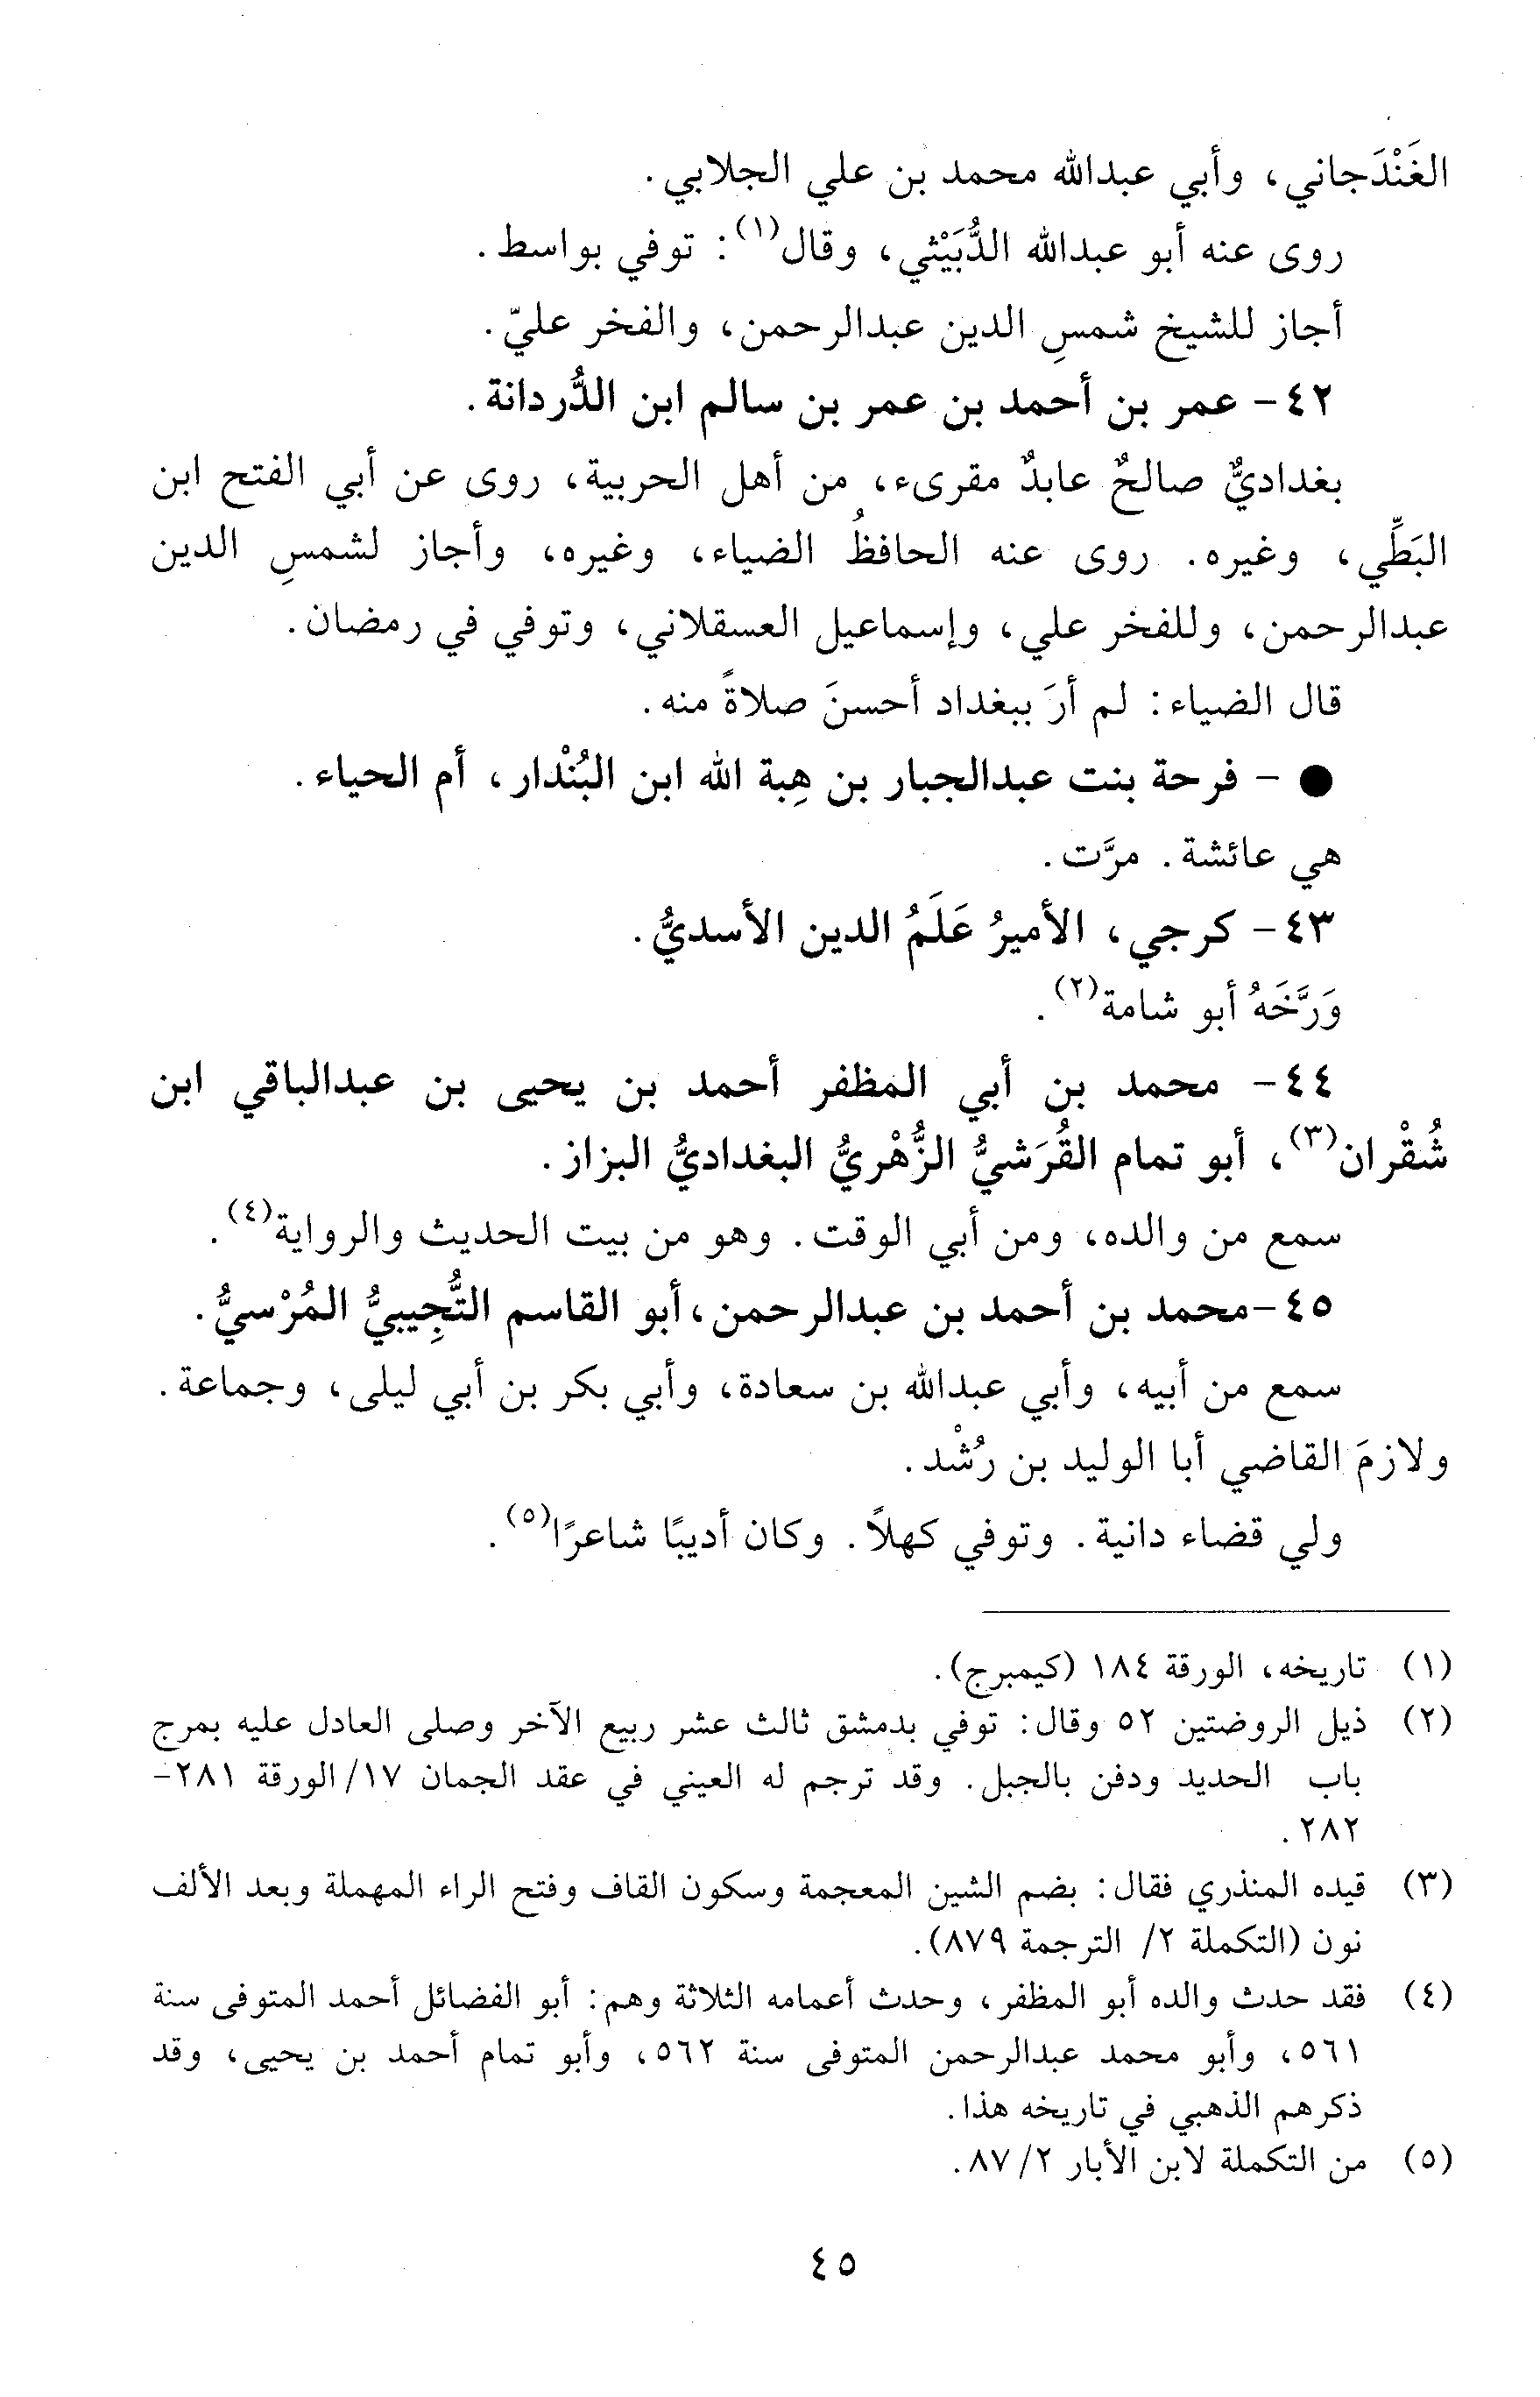 الغَنْدَجاني، وأبي عبدالله محمد بن علي الجلابي.
روى عنه أبو عبدالله الدُّبَيْثي، وقال(١): توفي بواسط.
أجاز للشيخ شمسِ الدين عبدالرحمن، والفخر عليّ.
٤٢- عمر بن أحمد بن عمر بن سالم ابن الدُّردانة.
بغداديٌّ صالحٌ عابدٌ مقرىء، من أهل الحربية، روى عن أبي الفتح ابن
البَطِّي، وغيره. روى عنه الحافظُ الضياء، وغيره، وأجاز لشمسِ الدين
عبدالرحمن، وللفخر علي، وإسماعيل العسقلاني، وتوفي في رمضان.
قال الضياء: لم أرَ ببغداد أحسنَ صلاةً منه.
● - فرحة بنت عبدالجبار بن هِبة الله ابن البُنْدار، أم الحياء.
هي عائشة. مرَّت.
٤٣- كرجي، الأميرُ عَلَمُ الدين الأسديُّ.
وَرَّخَهُ أبو شامة(٢).
٤٤- محمد بن أبي المظفر أحمد بن يحيى بن عبدالباقي ابن
شُقْران(٣)، أبو تمام القُرَشيُّ الزُّهْريُّ البغداديُّ البزاز.
سمع من والده، ومن أبي الوقت. وهو من بيت الحديث والرواية(٤).
٤٥-محمد بن أحمد بن عبدالرحمن،أبو القاسم التُّجِيبيُّ المُرْسيُّ.
سمع من أبيه، وأبي عبدالله بن سعادة، وأبي بكر بن أبي ليلى، وجماعة.
ولازمَ القاضي أبا الوليد بن رُشْد.
ولي قضاء دانية. وتوفي كهلاً. وكان أديبًا شاعرًا(٥).
(١) تاريخه، الورقة ١٨٤ (كيمبرج).
(٢) ذيل الروضتين ٥٢ وقال: توفي بدمشق ثالث عشر ربيع الآخر وصلى العادل عليه بمرج
باب الحديد ودفن بالجبل. وقد ترجم له العيني في عقد الجمان ١٧/الورقة ٢٨١-
٢٨٢.
(٣) قيده المنذري فقال: بضم الشين المعجمة وسكون القاف وفتح الراء المهملة وبعد الألف
نون (التكملة ٢/ الترجمة ٨٧٩).
(٤) فقد حدث والده أبو المظفر، وحدث أعمامه الثلاثة وهم: أبو الفضائل أحمد المتوفى سنة
٥٦١، وأبو محمد عبدالرحمن المتوفى سنة ٥٦٢، وأبو تمام أحمد بن يحيى، وقد
ذكرهم الذهبي في تاريخه هذا.
(٥) من التكملة لابن الأبار ٢/ ٨٧.
٤٥